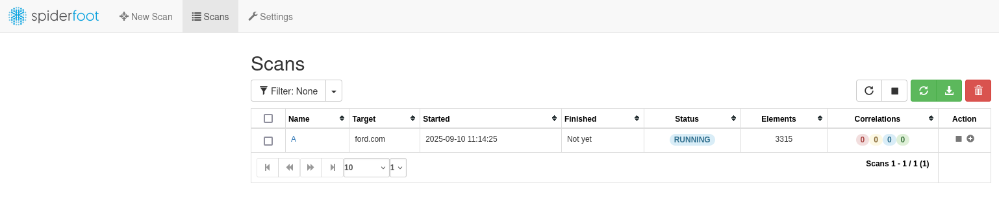 spiderfoot New Scan Scans Settings
Scans
Filter: None
Name Target Started Finished Status Elements Correlations Action
A ford.com 2025-09-10 11:14:25 Not yet RUNNING 3315 0 0 0 0
10 1 Scans 1 - 1 / 1 (1)